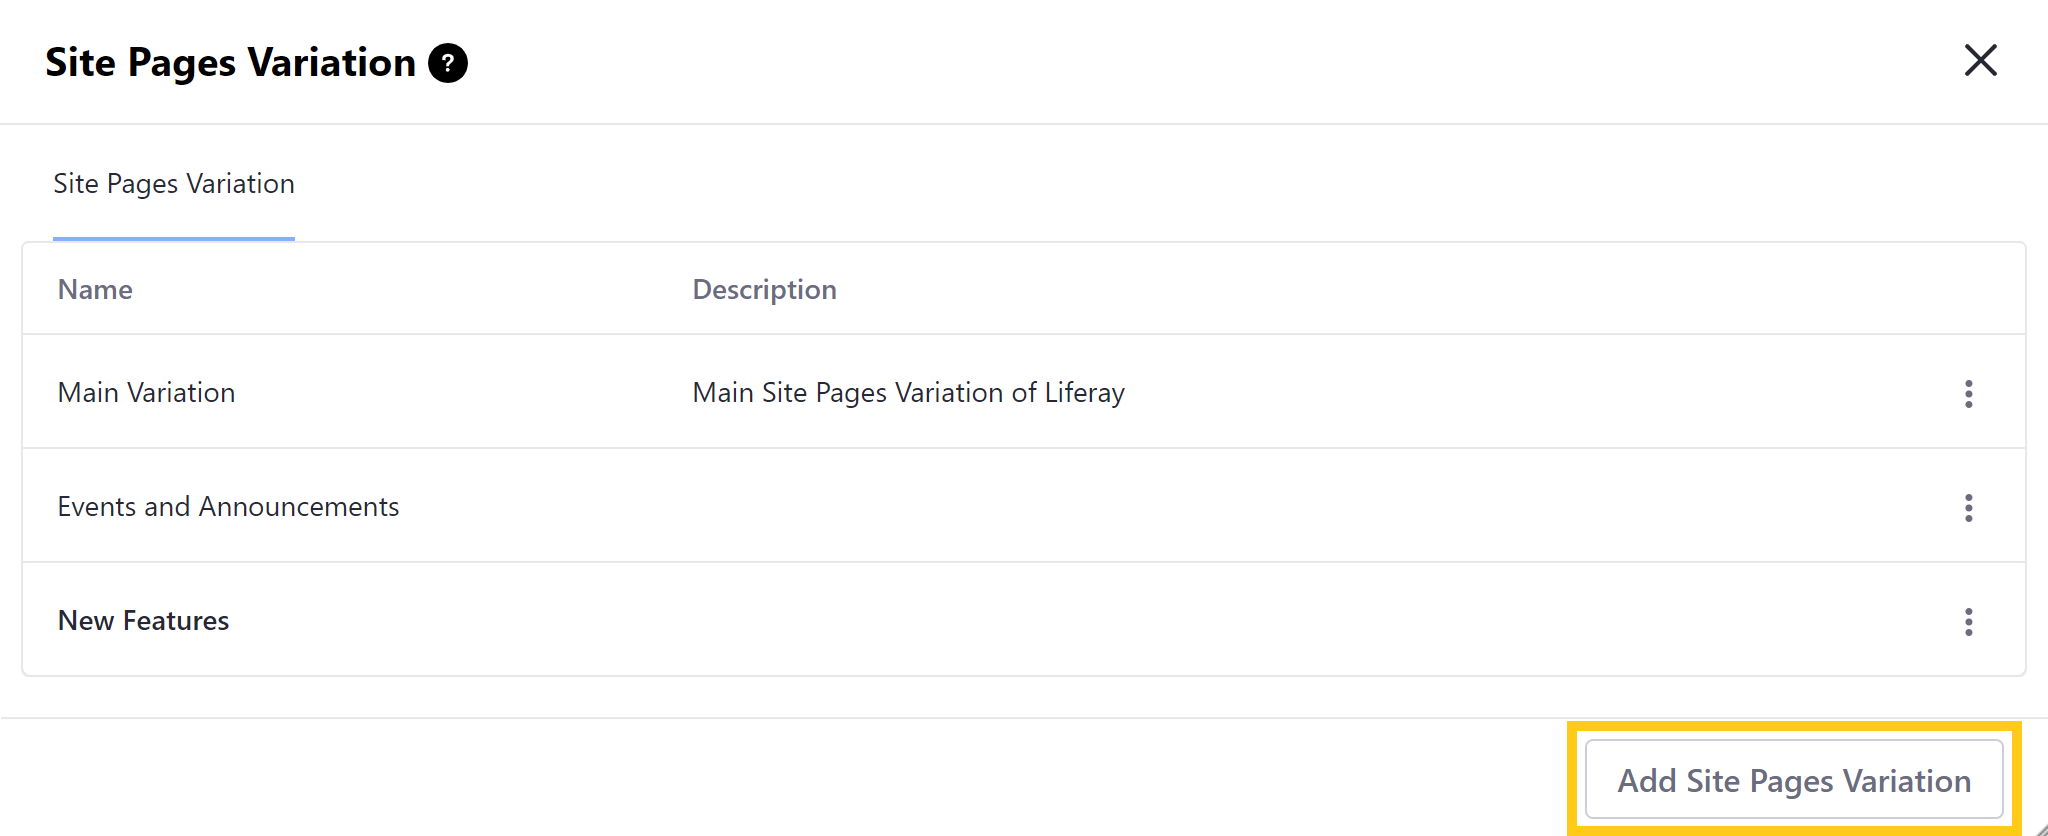 Site Pages Variation ?
Site Pages Variation
Name Description
Main Variation Main Site Pages Variation of Liferay
Events and Announcements
New Features
Add Site Pages Variation